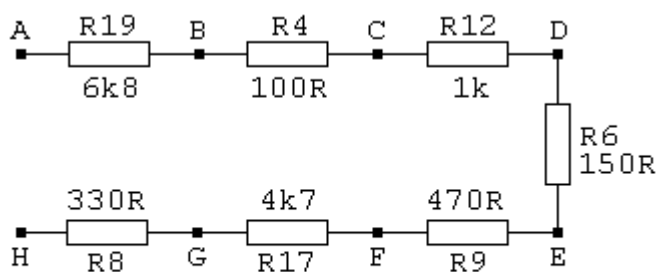 A R19 B R4 C R12 D
6k8 100R 1k
R6
150R
330R 4k7 470R
H R8 G R17 F R9 E